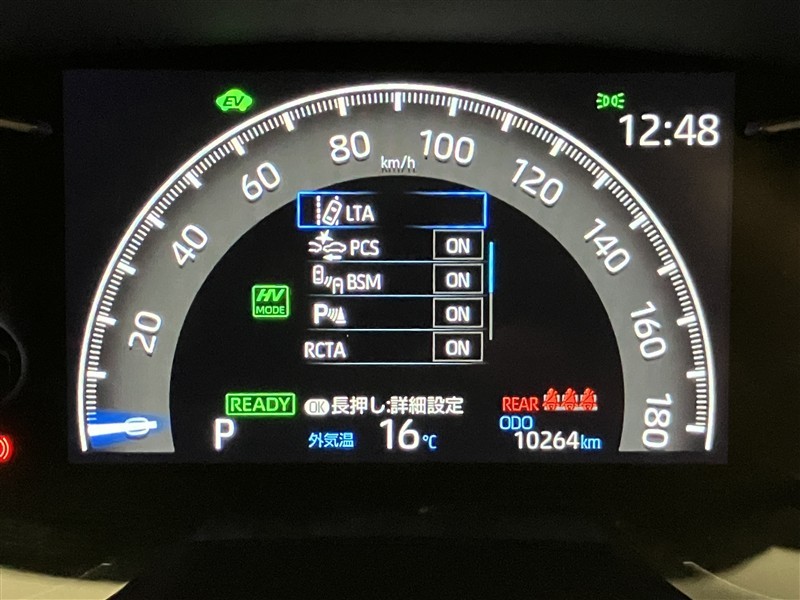 EV
12:48
0
20
40
60
80
100
120
140
160
180
km/h
LTA
PCS ON
BSM ON
P ON
RCTA ON
HV
MODE
READY
OK 長押し:詳細設定
REAR
P
外気温 16℃
ODO
10264km